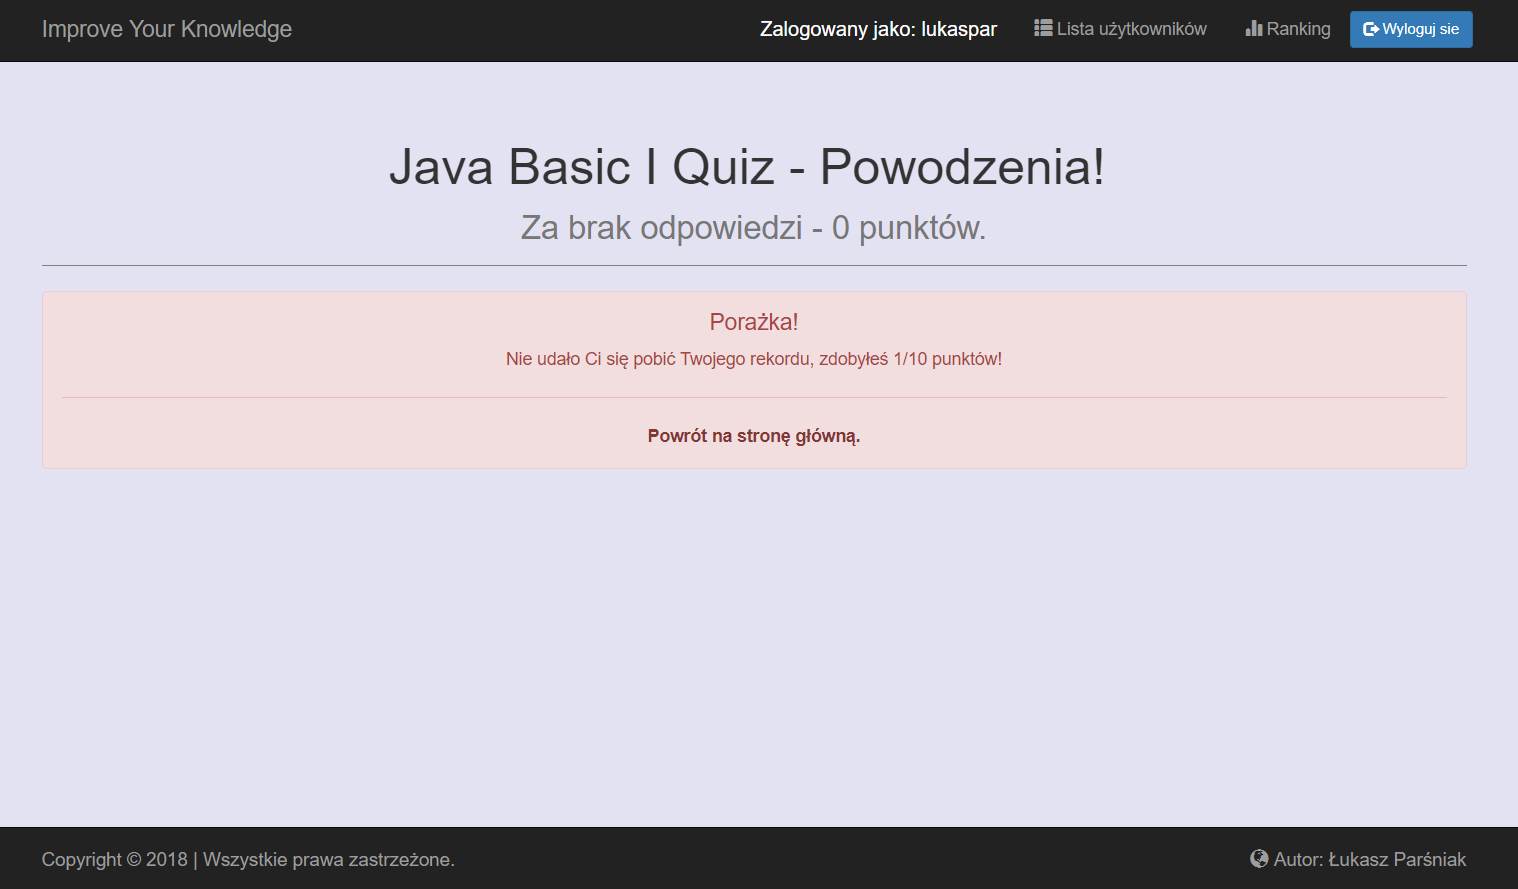 Improve Your Knowledge
Zalogowany jako: lukaspar
Lista użytkowników
Ranking
Wyloguj sie
Java Basic I Quiz - Powodzenia!
Za brak odpowiedzi - 0 punktów.
Porażka!
Nie udało Ci się pobić Twojego rekordu, zdobyłeś 1/10 punktów!
Powrót na stronę główną.
Copyright © 2018 | Wszystkie prawa zastrzeżone.
Autor: Łukasz Parśniak